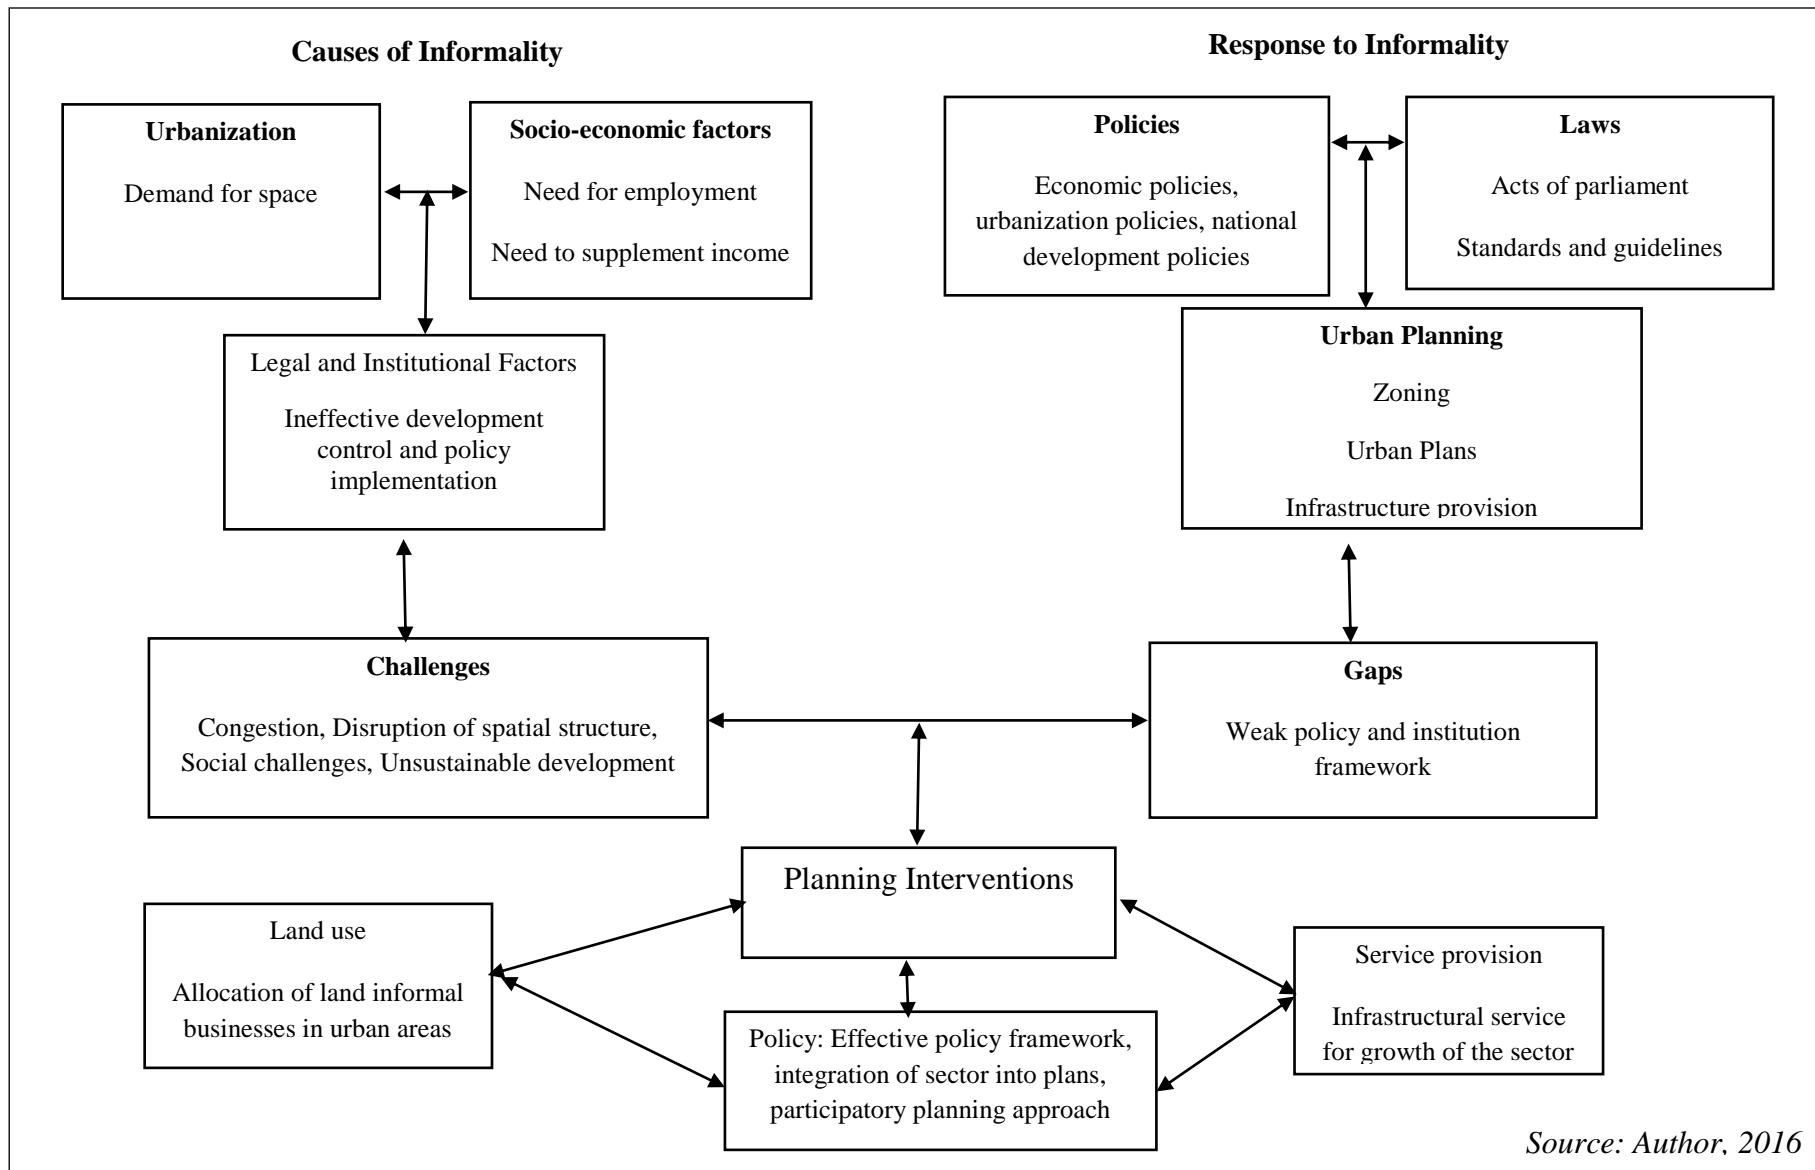 Causes of Informality
Response to Informality
Urbanization
Demand for space
Socio-economic factors
Need for employment
Need to supplement income
Policies
Economic policies,
urbanization policies, national
development policies
Laws
Acts of parliament
Standards and guidelines
Legal and Institutional Factors
Ineffective development
control and policy
implementation
Urban Planning
Zoning
Urban Plans
Infrastructure provision
Challenges
Congestion, Disruption of spatial structure,
Social challenges, Unsustainable development
Gaps
Weak policy and institution
framework
Planning Interventions
Land use
Allocation of land informal
businesses in urban areas
Policy: Effective policy framework,
integration of sector into plans,
participatory planning approach
Service provision
Infrastructural service
for growth of the sector
Source: Author, 2016